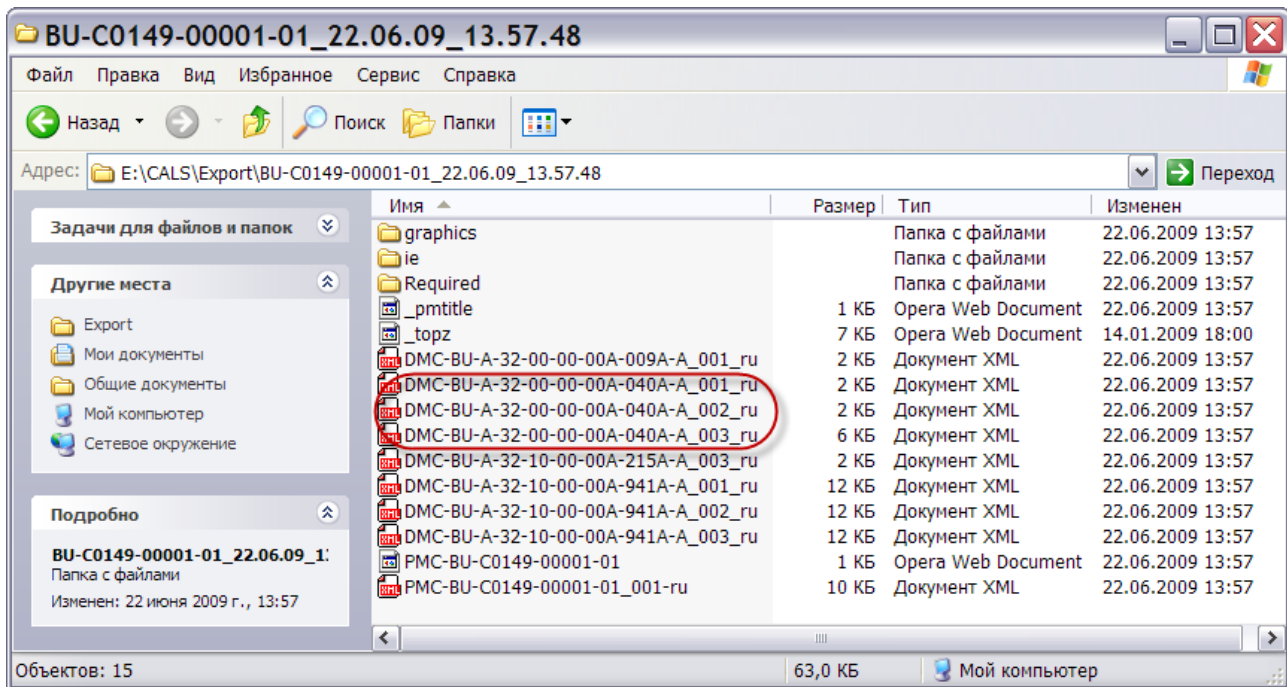 BU-C0149-00001-01_22.06.09_13.57.48
Файл Правка Вид Избранное Сервис Справка
Назад Поиск Папки
Адрес: E:\CALS\Export\BU-C0149-00001-01_22.06.09_13.57.48 Переход
Задачи для файлов и папок
Другие места
Export
Мои документы
Общие документы
Мой компьютер
Сетевое окружение
Подробно
BU-C0149-00001-01_22.06.09_1
Папка с файлами
Изменен: 22 июня 2009 г., 13:57
Имя Размер Тип Изменен
graphics Папка с файлами 22.06.2009 13:57
ie Папка с файлами 22.06.2009 13:57
Required Папка с файлами 22.06.2009 13:57
_pmtitle 1 КБ Opera Web Document 22.06.2009 13:57
_topz 7 КБ Opera Web Document 14.01.2009 18:00
DMC-BU-A-32-00-00-00A-009A-A_001_ru 2 КБ Документ XML 22.06.2009 13:57
DMC-BU-A-32-00-00-00A-040A-A_001_ru 2 КБ Документ XML 22.06.2009 13:57
DMC-BU-A-32-00-00-00A-040A-A_002_ru 2 КБ Документ XML 22.06.2009 13:57
DMC-BU-A-32-00-00-00A-040A-A_003_ru 6 КБ Документ XML 22.06.2009 13:57
DMC-BU-A-32-10-00-00A-215A-A_003_ru 2 КБ Документ XML 22.06.2009 13:57
DMC-BU-A-32-10-00-00A-941A-A_001_ru 12 КБ Документ XML 22.06.2009 13:57
DMC-BU-A-32-10-00-00A-941A-A_002_ru 12 КБ Документ XML 22.06.2009 13:57
DMC-BU-A-32-10-00-00A-941A-A_003_ru 12 КБ Документ XML 22.06.2009 13:57
PMC-BU-C0149-00001-01 1 КБ Opera Web Document 22.06.2009 13:57
PMC-BU-C0149-00001-01_001-ru 10 КБ Документ XML 22.06.2009 13:57
Объектов: 15 63,0 КБ Мой компьютер